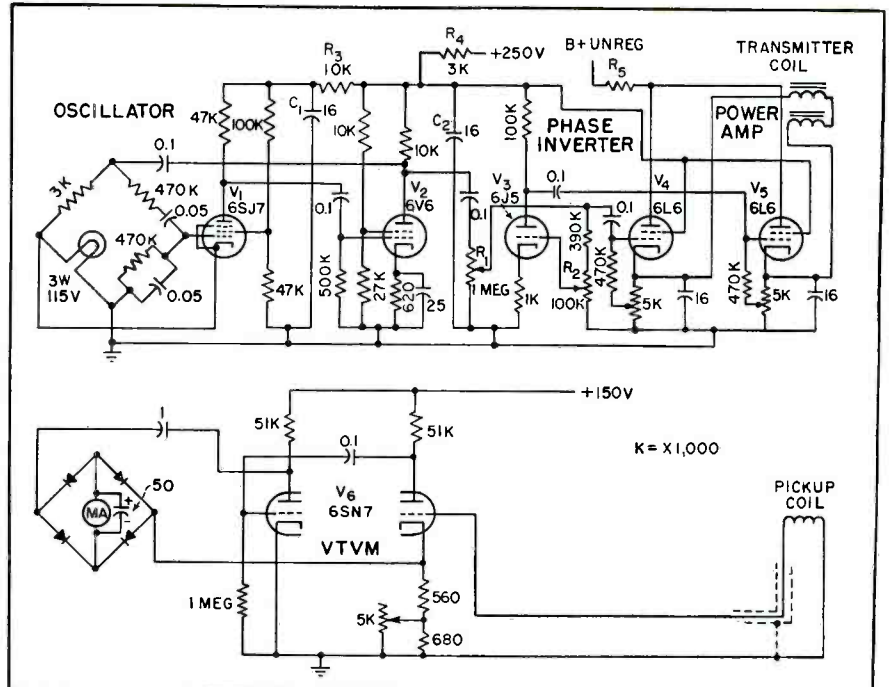 R3
10K
R4
3K
+250V
B+UNREG
R5
TRANSMITTER
COIL
OSCILLATOR
47K
100K
C1
16
10K
10K
C2
16
100K
PHASE
INVERTER
POWER
AMP
0.1
3K
470K
0.05
V1
6SJ7
0.1
V2
6V6
0.1
V3
6J5
0.1
V4
6L6
V5
6L6
470K
0.05
3W
115V
47K
500K
27K
620
25
R1
1 MEG
1K
390K
R2
100K
0.1
470K
5K
16
470K
5K
16
+150V
1
51K
0.1
51K
K = X1,000
50
MA
+
-
V6
6SN7
VTVM
PICKUP
COIL
1 MEG
5K
560
680